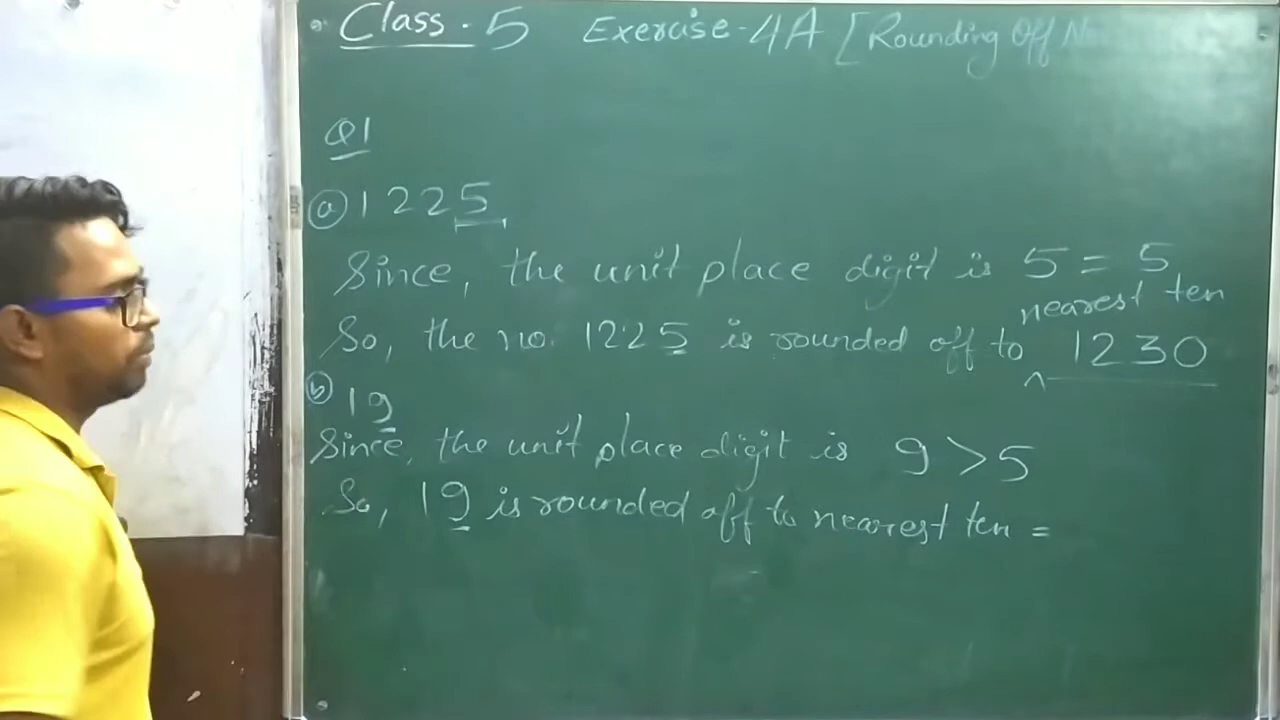 Class - 5 Exercise - 4A [Rounding Off
Q1
(a) 1225
Since, the unit place digit is 5 = 5
nearest ten
So, the no. 1225 is rounded off to ^ 1230
(b) 19
Since, the unit place digit is 9 > 5
So, 19 is rounded off to nearest ten =